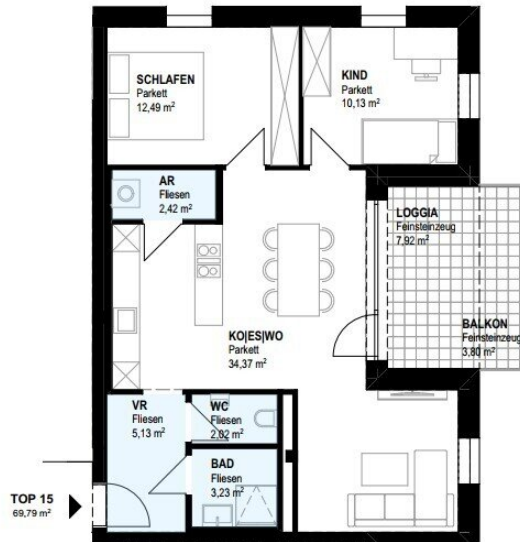 SCHLAFEN
Parkett
12,49 m²
KIND
Parkett
10,13 m²
AR
Fliesen
2,42 m²
LOGGIA
Feinsteinzeug
7,92 m²
BALKON
Feinsteinzeug
3,80 m²
KO|ES|WO
Parkett
34,37 m²
VR
Fliesen
5,13 m²
WC
Fliesen
2,02 m²
BAD
Fliesen
3,23 m²
TOP 15
69,79 m²